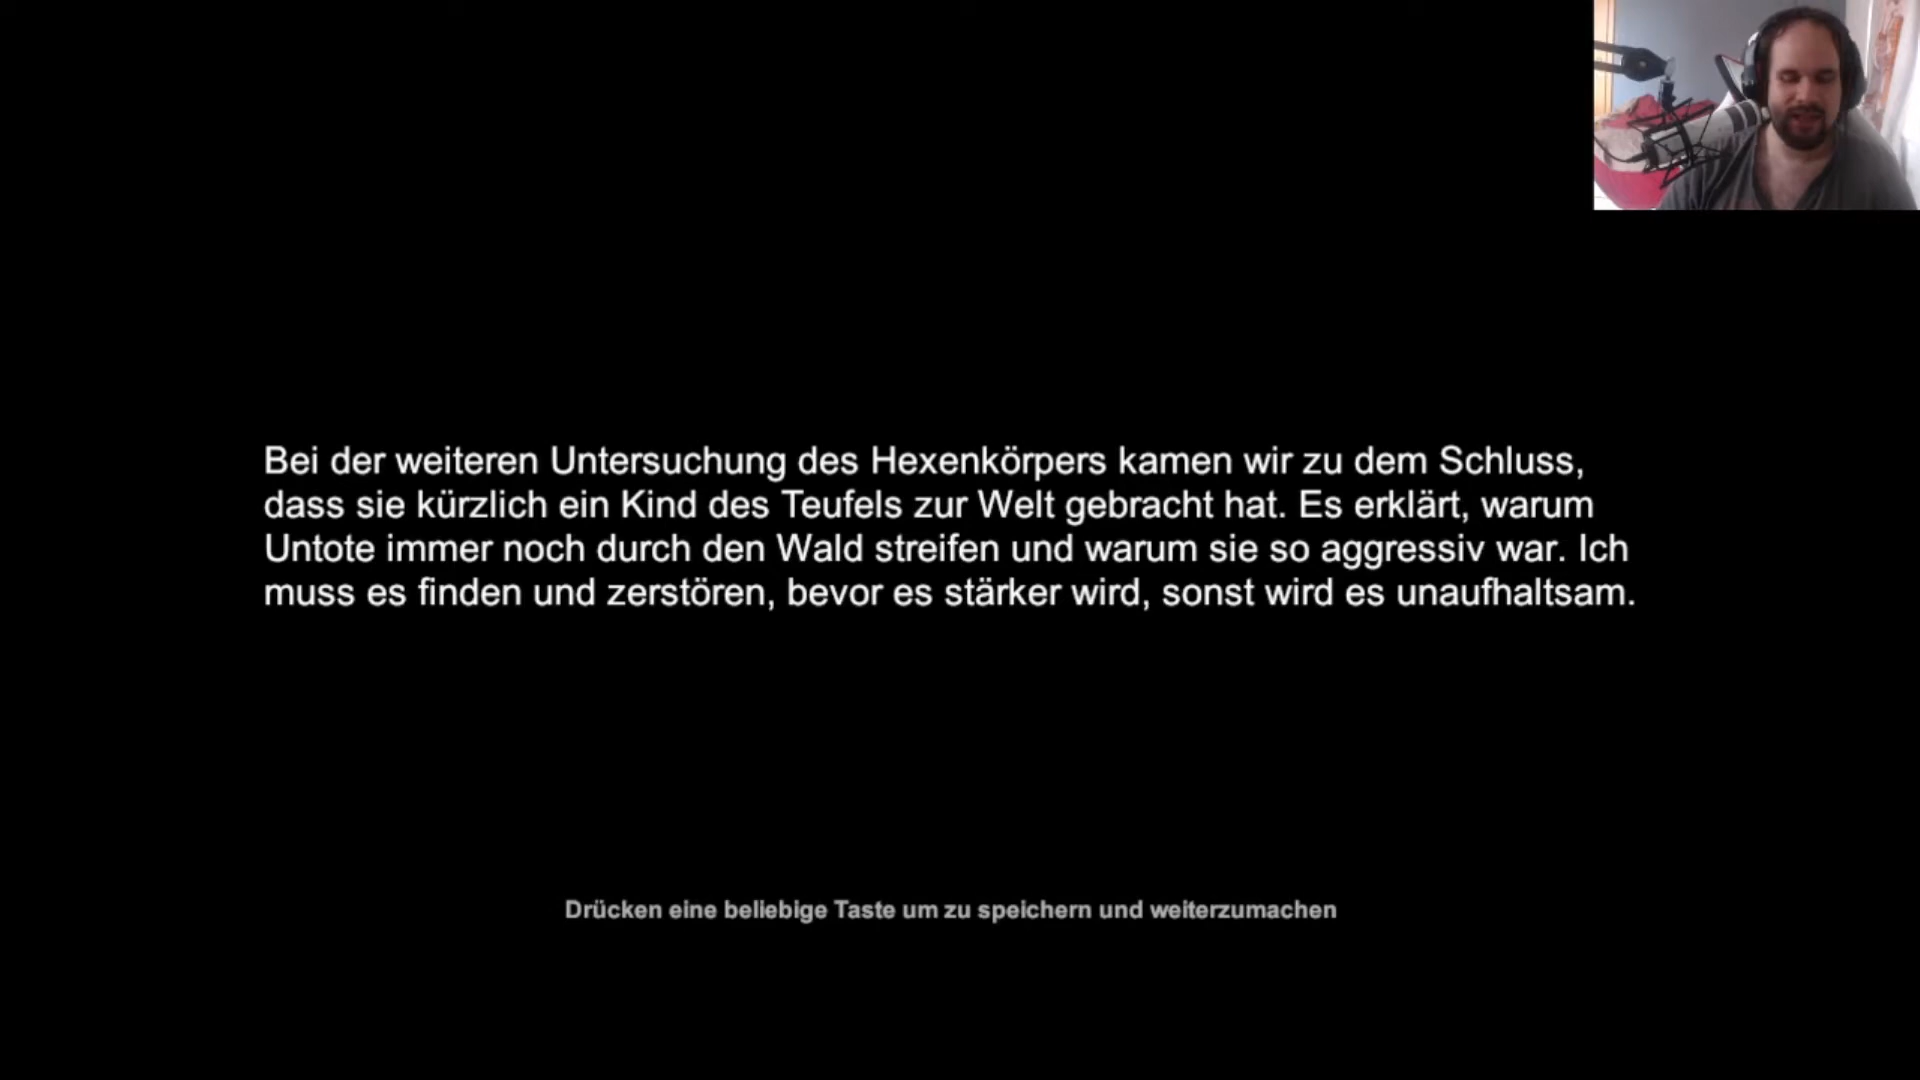 Bei der weiteren Untersuchung des Hexenkörpers kamen wir zu dem Schluss,
dass sie kürzlich ein Kind des Teufels zur Welt gebracht hat. Es erklärt, warum
Untote immer noch durch den Wald streifen und warum sie so aggressiv war. Ich
muss es finden und zerstören, bevor es stärker wird, sonst wird es unaufhaltsam.
Drücken eine beliebige Taste um zu speichern und weiterzumachen